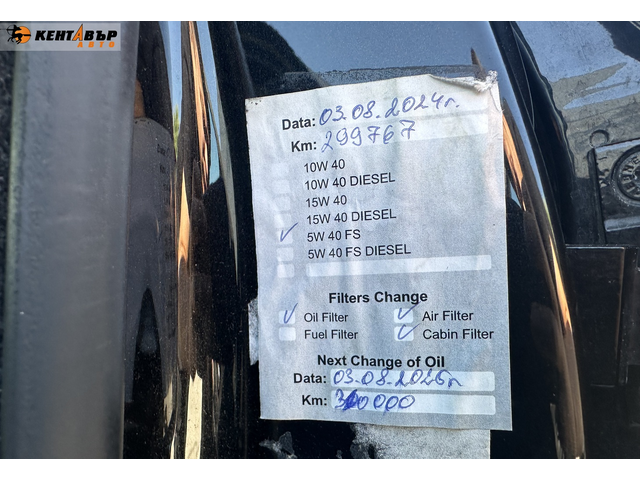 КЕНТАВЪР
АВТО
Data: 03.08.2024г.
Km: 299767
10W 40
10W 40 DIESEL
15W 40
15W 40 DIESEL
5W 40 FS
5W 40 FS DIESEL
Filters Change
Oil Filter Air Filter
Fuel Filter Cabin Filter
Next Change of Oil
Data: 03.08.2026г
Km: 310000